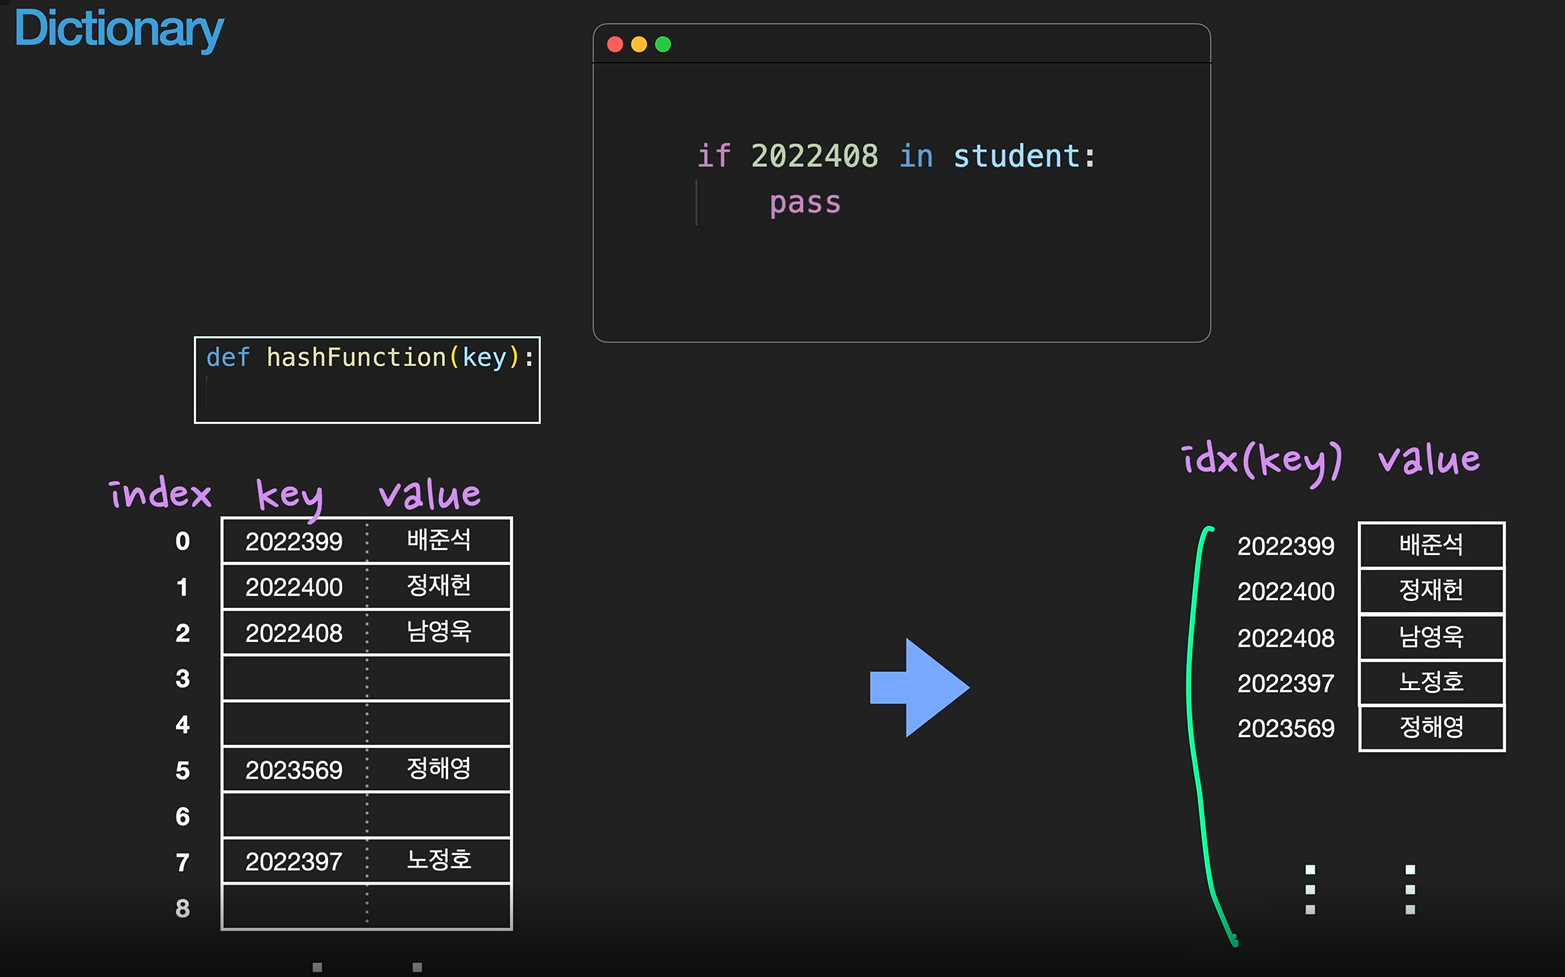 Dictionary
if 2022408 in student:
pass
def hashFunction(key):
index key value
0 2022399 배준석
1 2022400 정재헌
2 2022408 남영욱
3
4
5 2023569 정해영
6
7 2022397 노정호
8
idx(key) value
2022399 배준석
2022400 정재헌
2022408 남영욱
2022397 노정호
2023569 정해영